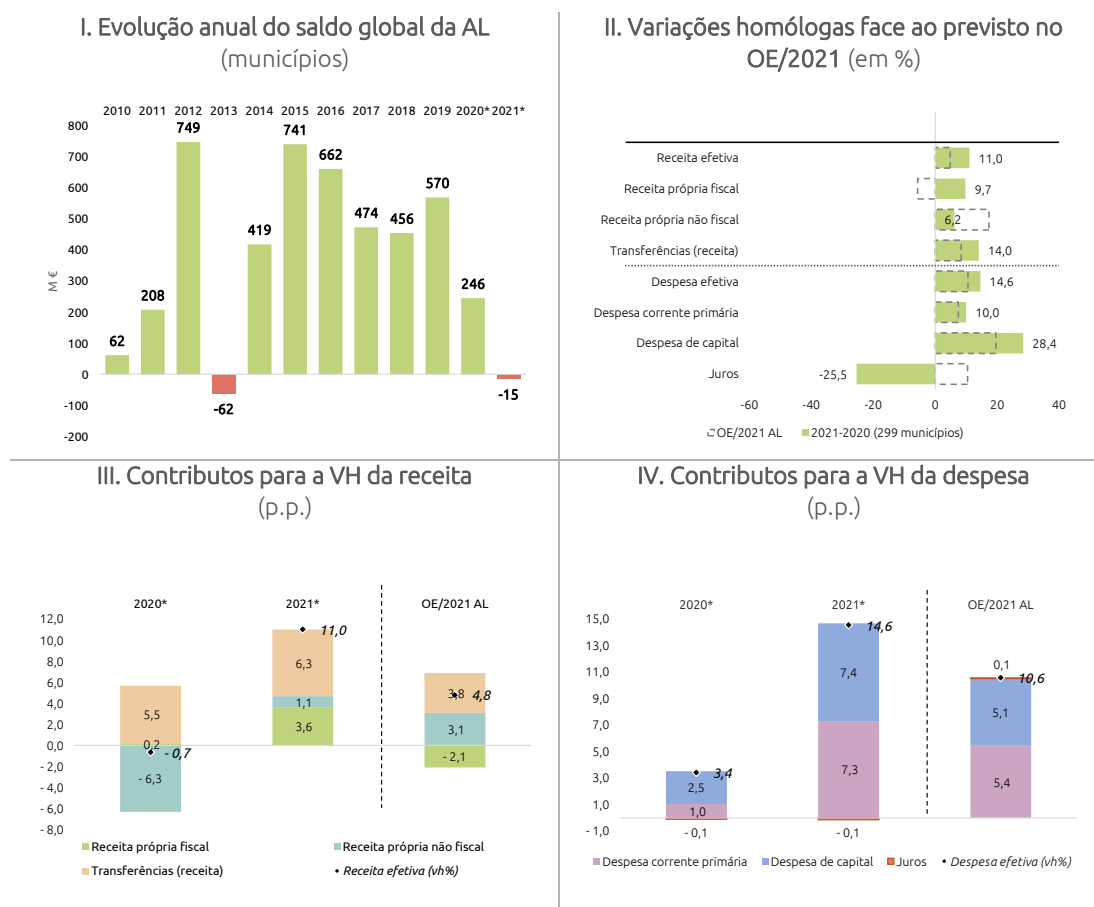 I. Evolução anual do saldo global da AL
(municípios)
2010 2011 2012 2013 2014 2015 2016 2017 2018 2019 2020* 2021*
M €
800
700
600
500
400
300
200
100
0
-100
-200
62
208
749
-62
419
741
662
474
456
570
246
-15
II. Variações homólogas face ao previsto no
OE/2021 (em %)
Receita efetiva 11,0
Receita própria fiscal 9,7
Receita própria não fiscal 6,2
Transferências (receita) 14,0
Despesa efetiva 14,6
Despesa corrente primária 10,0
Despesa de capital 28,4
Juros -25,5
-60 -40 -20 0 20 40
OE/2021 AL 2021-2020 (299 municípios)
III. Contributos para a VH da receita
(p.p.)
2020* 2021* OE/2021 AL
12,0
10,0
8,0
6,0
4,0
2,0
0,0
- 2,0
- 4,0
- 6,0
- 8,0
5,5
0,2
- 0,7
- 6,3
11,0
6,3
1,1
3,6
3,8
4,8
3,1
- 2,1
Receita própria fiscal Receita própria não fiscal
Transferências (receita) Receita efetiva (vh%)
IV. Contributos para a VH da despesa
(p.p.)
2020* 2021* OE/2021 AL
15,0
13,0
11,0
9,0
7,0
5,0
3,0
1,0
- 1,0
3,4
2,5
1,0
- 0,1
14,6
7,4
7,3
- 0,1
0,1
10,6
5,1
5,4
Despesa corrente primária Despesa de capital Juros Despesa efetiva (vh%)